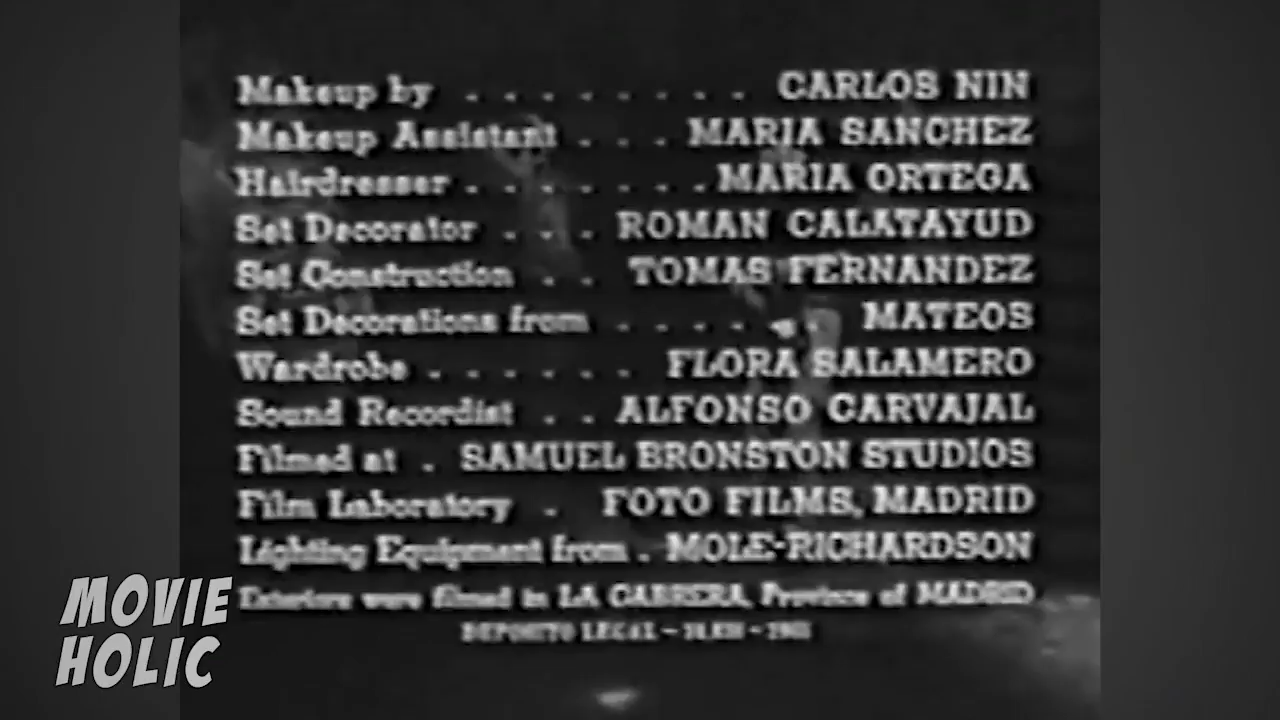 Makeup by . . . . . . . . CARLOS NIN
Makeup Assistant . . . MARIA SANCHEZ
Hairdresser . . . . . . . MARIA ORTEGA
Set Decorator . . . ROMAN CALATAYUD
Set Construction . . TOMAS FERNANDEZ
Set Decorations from . . . . . . MATEOS
Wardrobe . . . . . . FLORA SALAMERO
Sound Recordist . . ALFONSO CARVAJAL
Filmed at . SAMUEL BRONSTON STUDIOS
Film Laboratory . FOTO FILMS, MADRID
Lighting Equipment from . MOLE-RICHARDSON
Exteriors were filmed in LA CABRERA, Province of MADRID
DEPOSITO LEGAL -
MOVIE
HOLIC